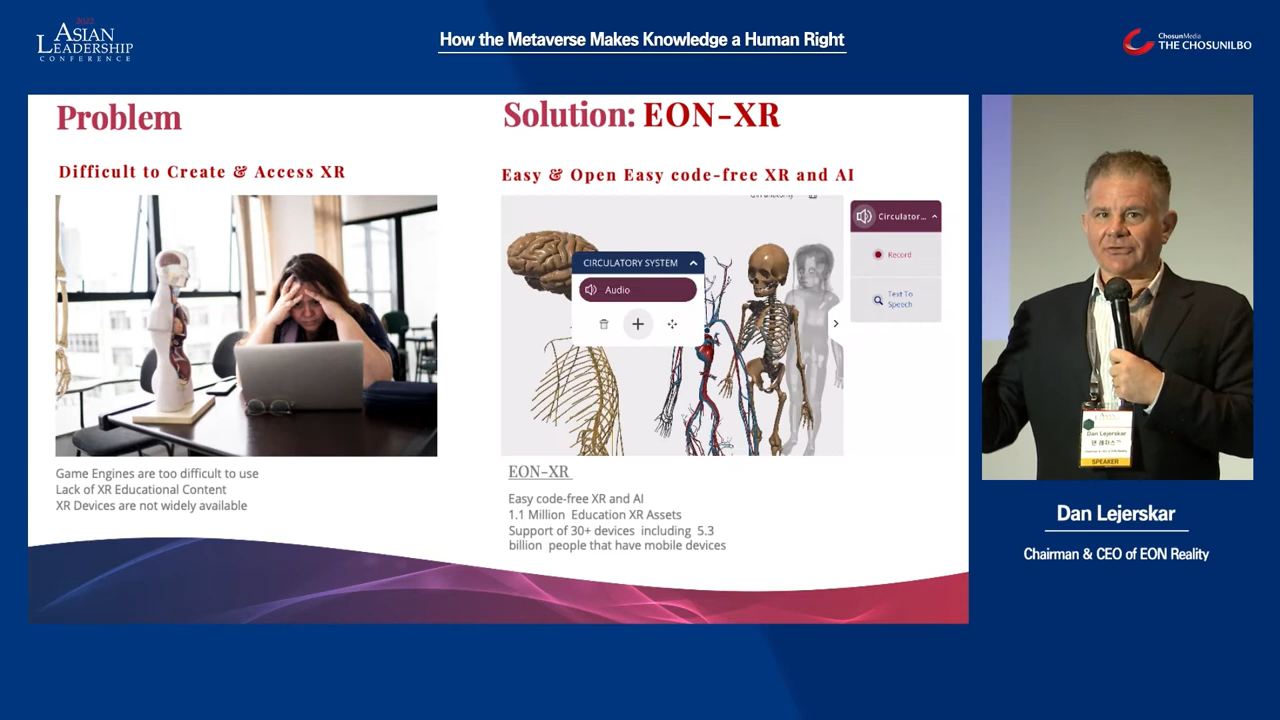 2022
ASIAN
LEADERSHIP
CONFERENCE
How the Metaverse Makes Knowledge a Human Right
ChosunMedia
THE CHOSUNILBO
Problem
Difficult to Create & Access XR
Game Engines are too difficult to use
Lack of XR Educational Content
XR Devices are not widely available
Solution: EON-XR
Easy & Open Easy code-free XR and AI
CIRCULATORY SYSTEM
Audio
Circulator...
Record
Text To
Speech
EON-XR
Easy code-free XR and AI
1.1 Million Education XR Assets
Support of 30+ devices including 5.3
billion people that have mobile devices
Dan Lejerskar
SPEAKER
Dan Lejerskar
Chairman & CEO of EON Reality